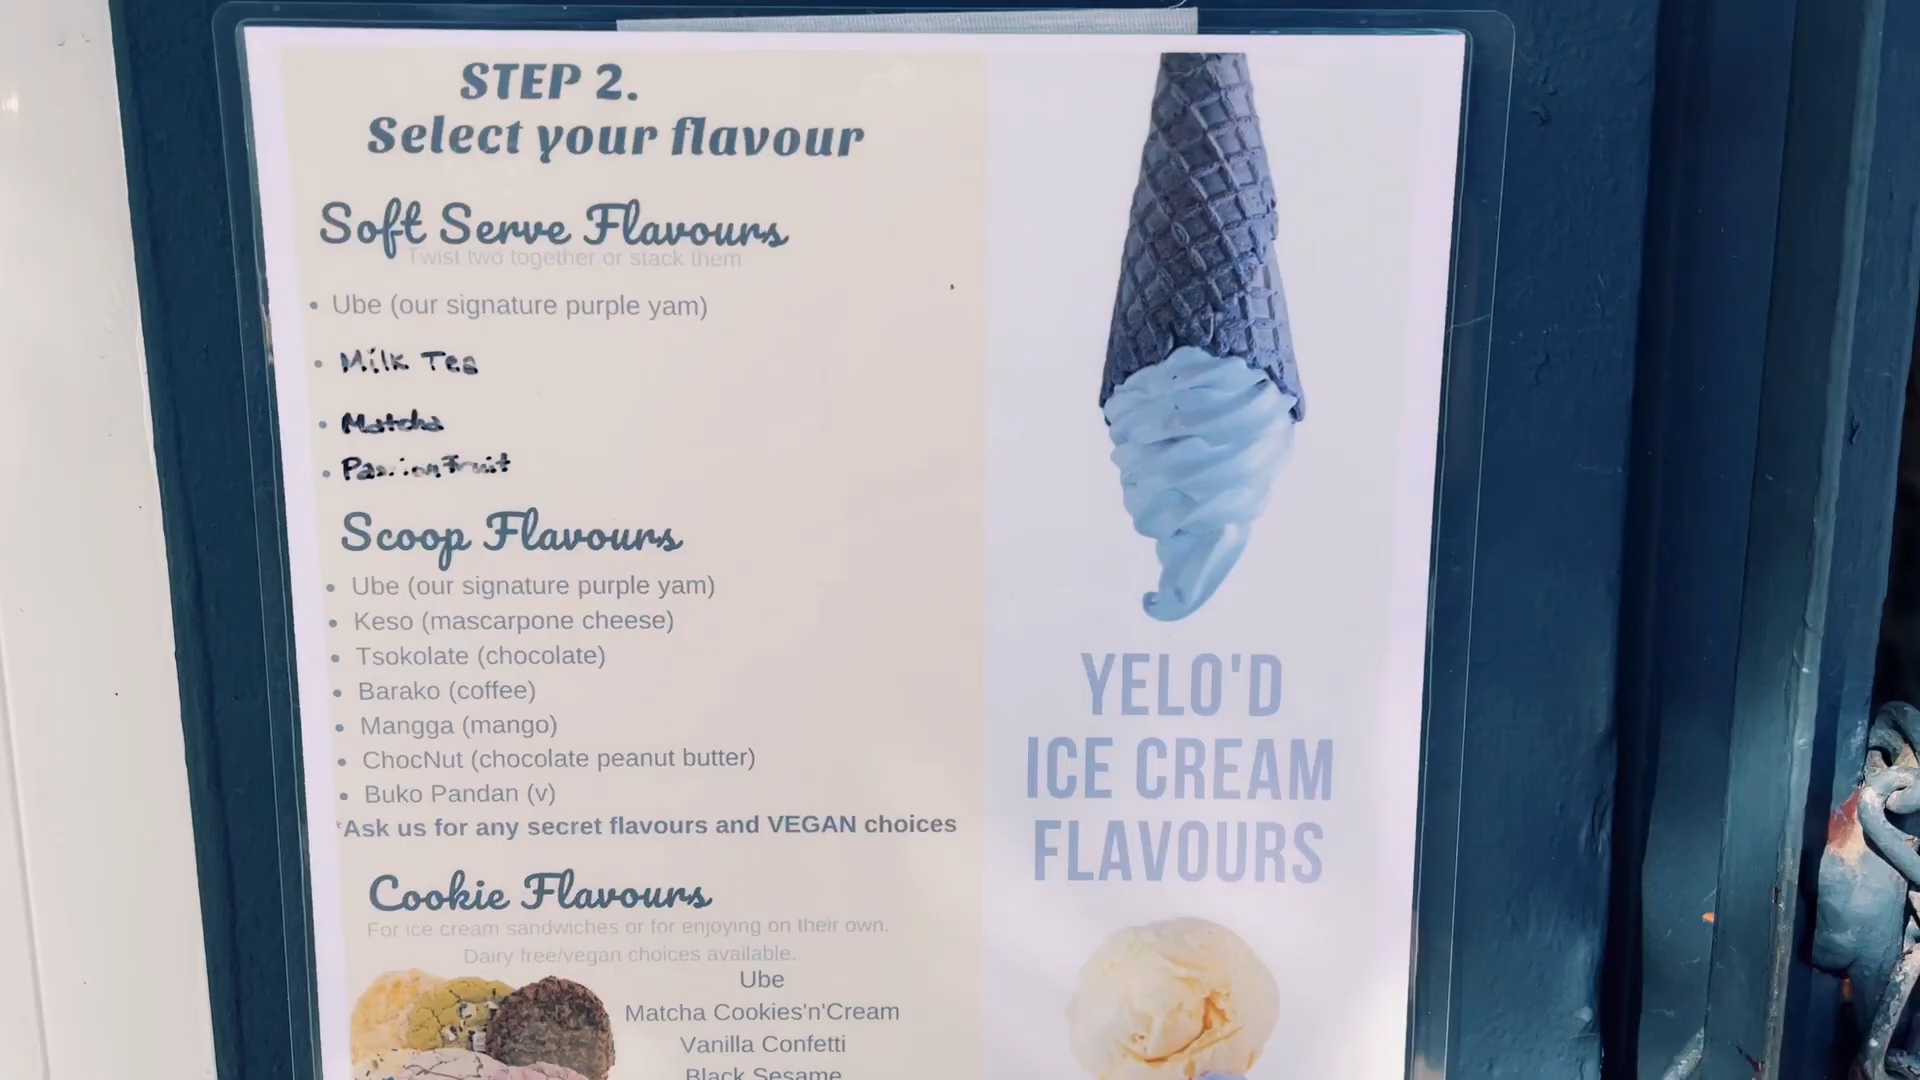 STEP 2.
Select your flavour
Soft Serve Flavours
Twist two together or stack them
• Ube (our signature purple yam)
• Milk Tea
• Matcha
• PassionFruit
Scoop Flavours
• Ube (our signature purple yam)
• Keso (mascarpone cheese)
• Tsokolate (chocolate)
• Barako (coffee)
• Mangga (mango)
• ChocNut (chocolate peanut butter)
• Buko Pandan (v)
*Ask us for any secret flavours and VEGAN choices
Cookie Flavours
For ice cream sandwiches or for enjoying on their own.
Dairy free/vegan choices available.
Ube
Matcha Cookies'n'Cream
Vanilla Confetti
Black Sesame
YELO'D
ICE CREAM
FLAVOURS